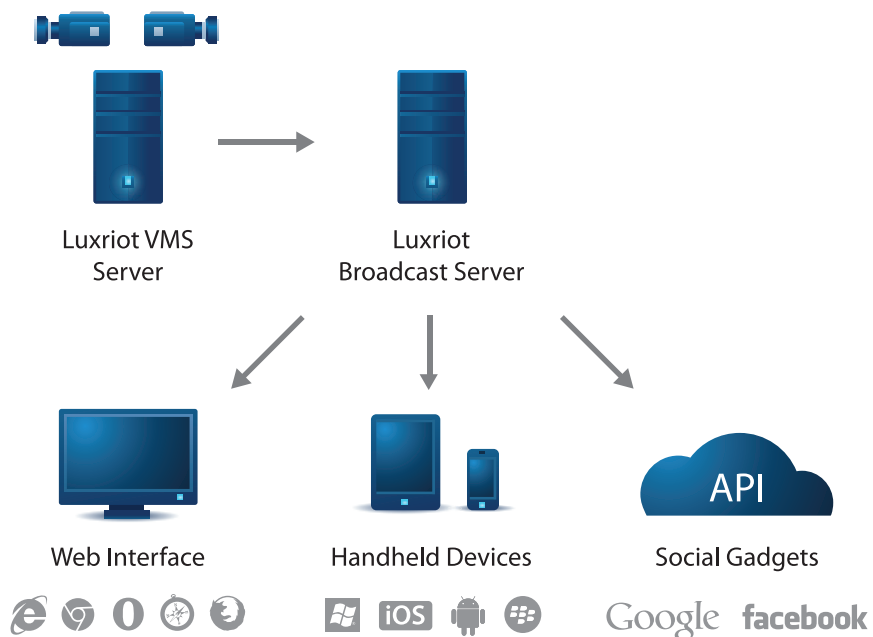 Luxriot VMS
Server
Luxriot
Broadcast Server
API
Web Interface
Handheld Devices
Social Gadgets
iOS
Google
facebook